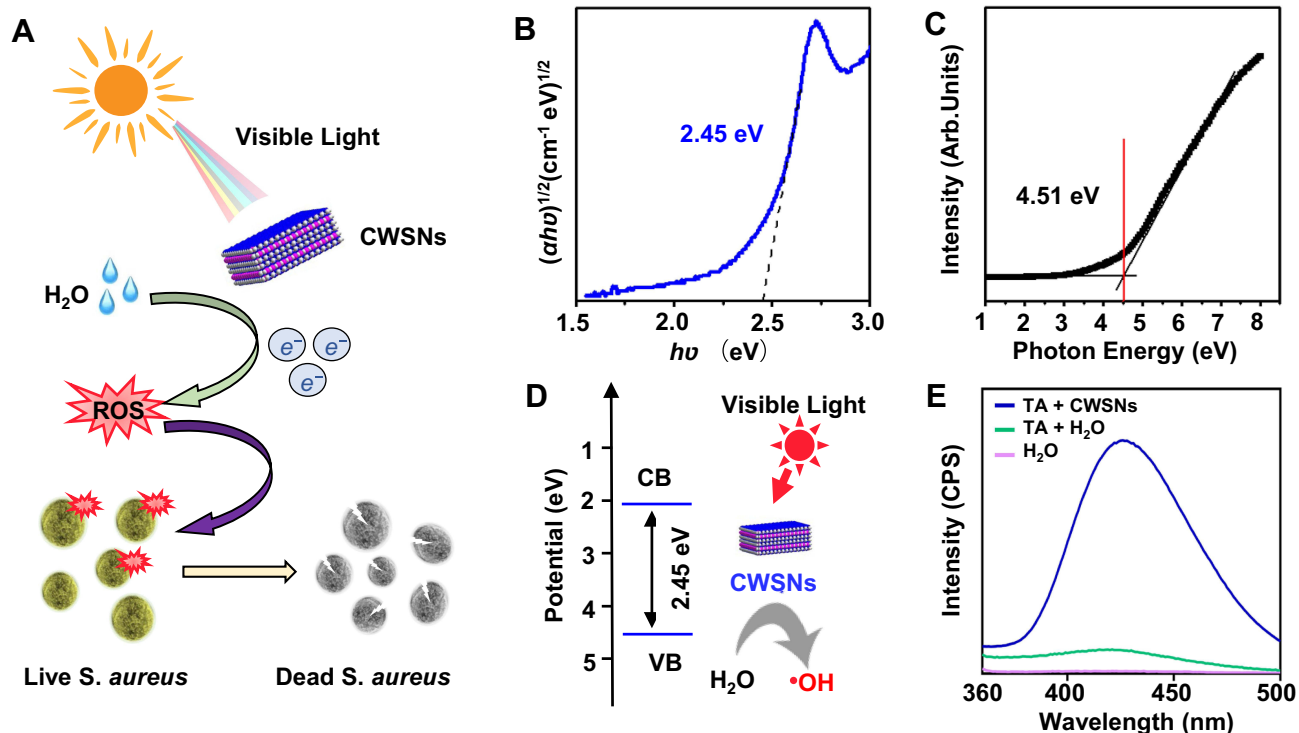 A
Visible Light
CWSNs
H₂O
e⁻ e⁻
e⁻
ROS
Live S. aureus
Dead S. aureus
B
(αhυ)¹/²(cm⁻¹ eV)¹/²
2.45 eV
1.5 2.0 2.5 3.0
hυ （eV）
C
Intensity (Arb.Units)
4.51 eV
1 2 3 4 5 6 7 8
Photon Energy (eV)
D
Potential (eV)
1
2
3
4
5
CB
2.45 eV
VB
Visible Light
CWSNs
H₂O
•OH
E
Intensity (CPS)
TA + CWSNs
TA + H₂O
H₂O
360 400 450 500
Wavelength (nm)